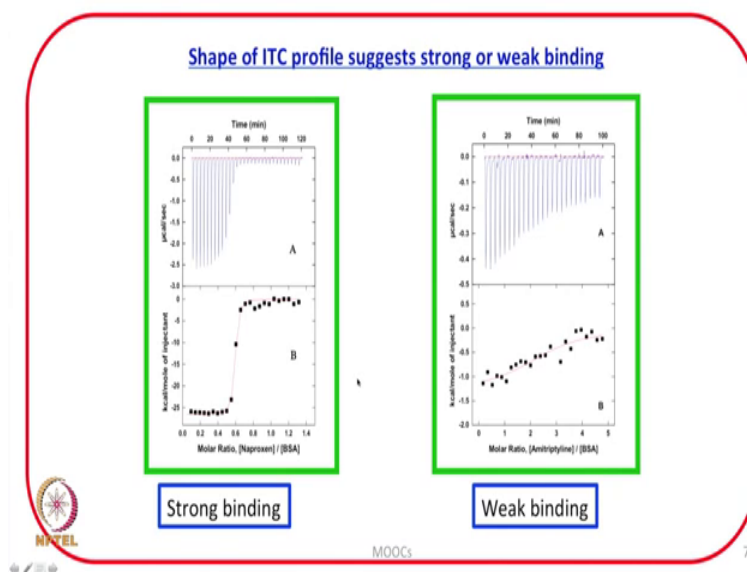 Shape of ITC profile suggests strong or weak binding
Time (min)
0 20 40 60 80 100 120
0.0
-0.5
-1.0
-1.5
-2.0
-2.5
-3.0
µcal/sec
A
0
-5
-10
-15
-20
-25
kcal/mole of injectant
B
0.0 0.2 0.4 0.6 0.8 1.0 1.2 1.4
Molar Ratio, [Naproxen] / [BSA]
Strong binding
Time (min)
0 20 40 60 80 100
0.0
-0.1
-0.2
-0.3
-0.4
-0.5
µcal/sec
A
0.0
-0.5
-1.0
-1.5
-2.0
kcal/mole of injectant
B
0 1 2 3 4 5
Molar Ratio, [Amitriptyline] / [BSA]
Weak binding
NPTEL
MOOCs
7